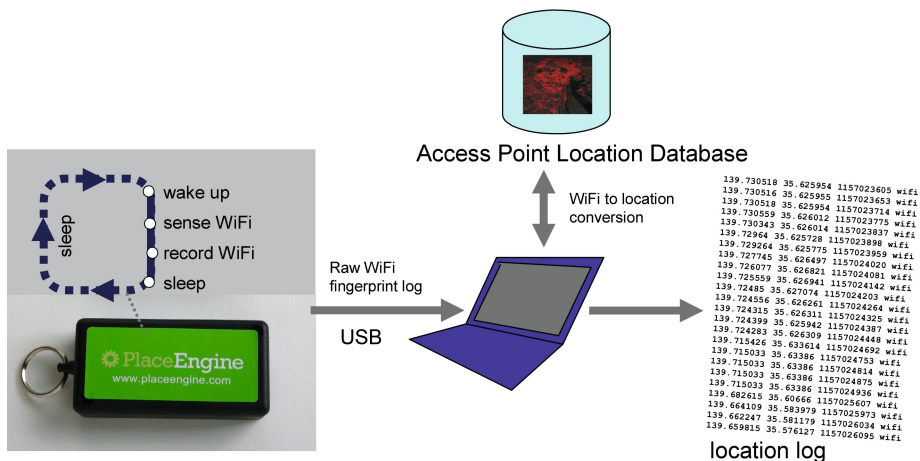 Access Point Location Database
wake up
sense WiFi
record WiFi
sleep
sleep
PlaceEngine
www.placeengine.com
Raw WiFi
fingerprint log
USB
WiFi to location
conversion
139.730518 35.625954 1157023605 wifi
139.730516 35.625955 1157023653 wifi
139.730518 35.625954 1157023714 wifi
139.730559 35.626012 1157023775 wifi
139.730343 35.626014 1157023837 wifi
139.72964 35.625728 1157023898 wifi
139.729264 35.625775 1157023959 wifi
139.727745 35.626497 1157024020 wifi
139.726077 35.626821 1157024081 wifi
139.725559 35.626941 1157024142 wifi
139.72485 35.627074 1157024203 wifi
139.724556 35.626261 1157024264 wifi
139.724315 35.626311 1157024325 wifi
139.724399 35.625942 1157024387 wifi
139.724283 35.626309 1157024448 wifi
139.715426 35.633614 1157024692 wifi
139.715033 35.63386 1157024753 wifi
139.715033 35.63386 1157024814 wifi
139.715033 35.63386 1157024875 wifi
139.715033 35.63386 1157024936 wifi
139.682615 35.60666 1157025607 wifi
139.664109 35.583979 1157025973 wifi
139.662247 35.581179 1157026034 wifi
139.659815 35.576127 1157026095 wifi
location log